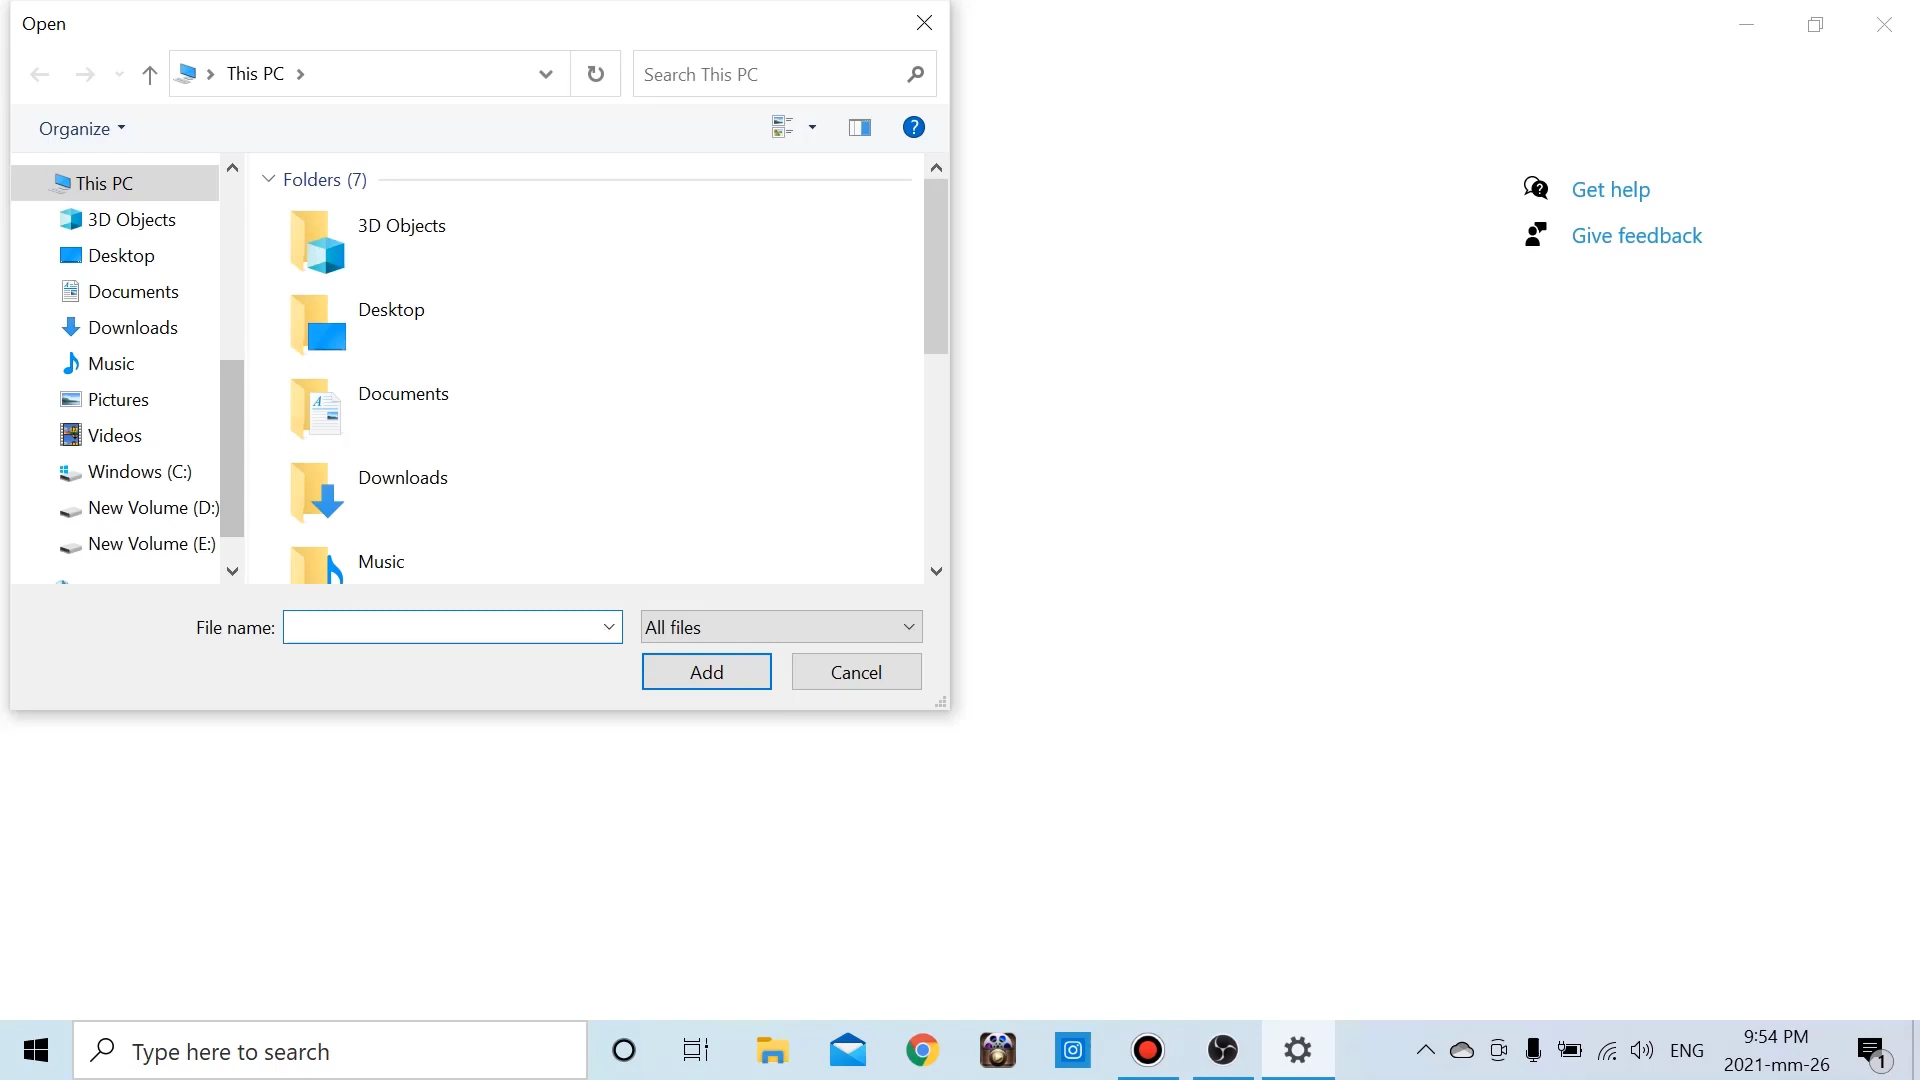 Open
This PC
Search This PC
Organize
This PC
3D Objects
Desktop
Documents
Downloads
Music
Pictures
Videos
Windows (C:)
New Volume (D:)
New Volume (E:)
Folders (7)
3D Objects
Desktop
Documents
Downloads
Music
File name:
All files
Add
Cancel
Get help
Give feedback
Type here to search
ENG
9:54 PM
2021-mm-26
1